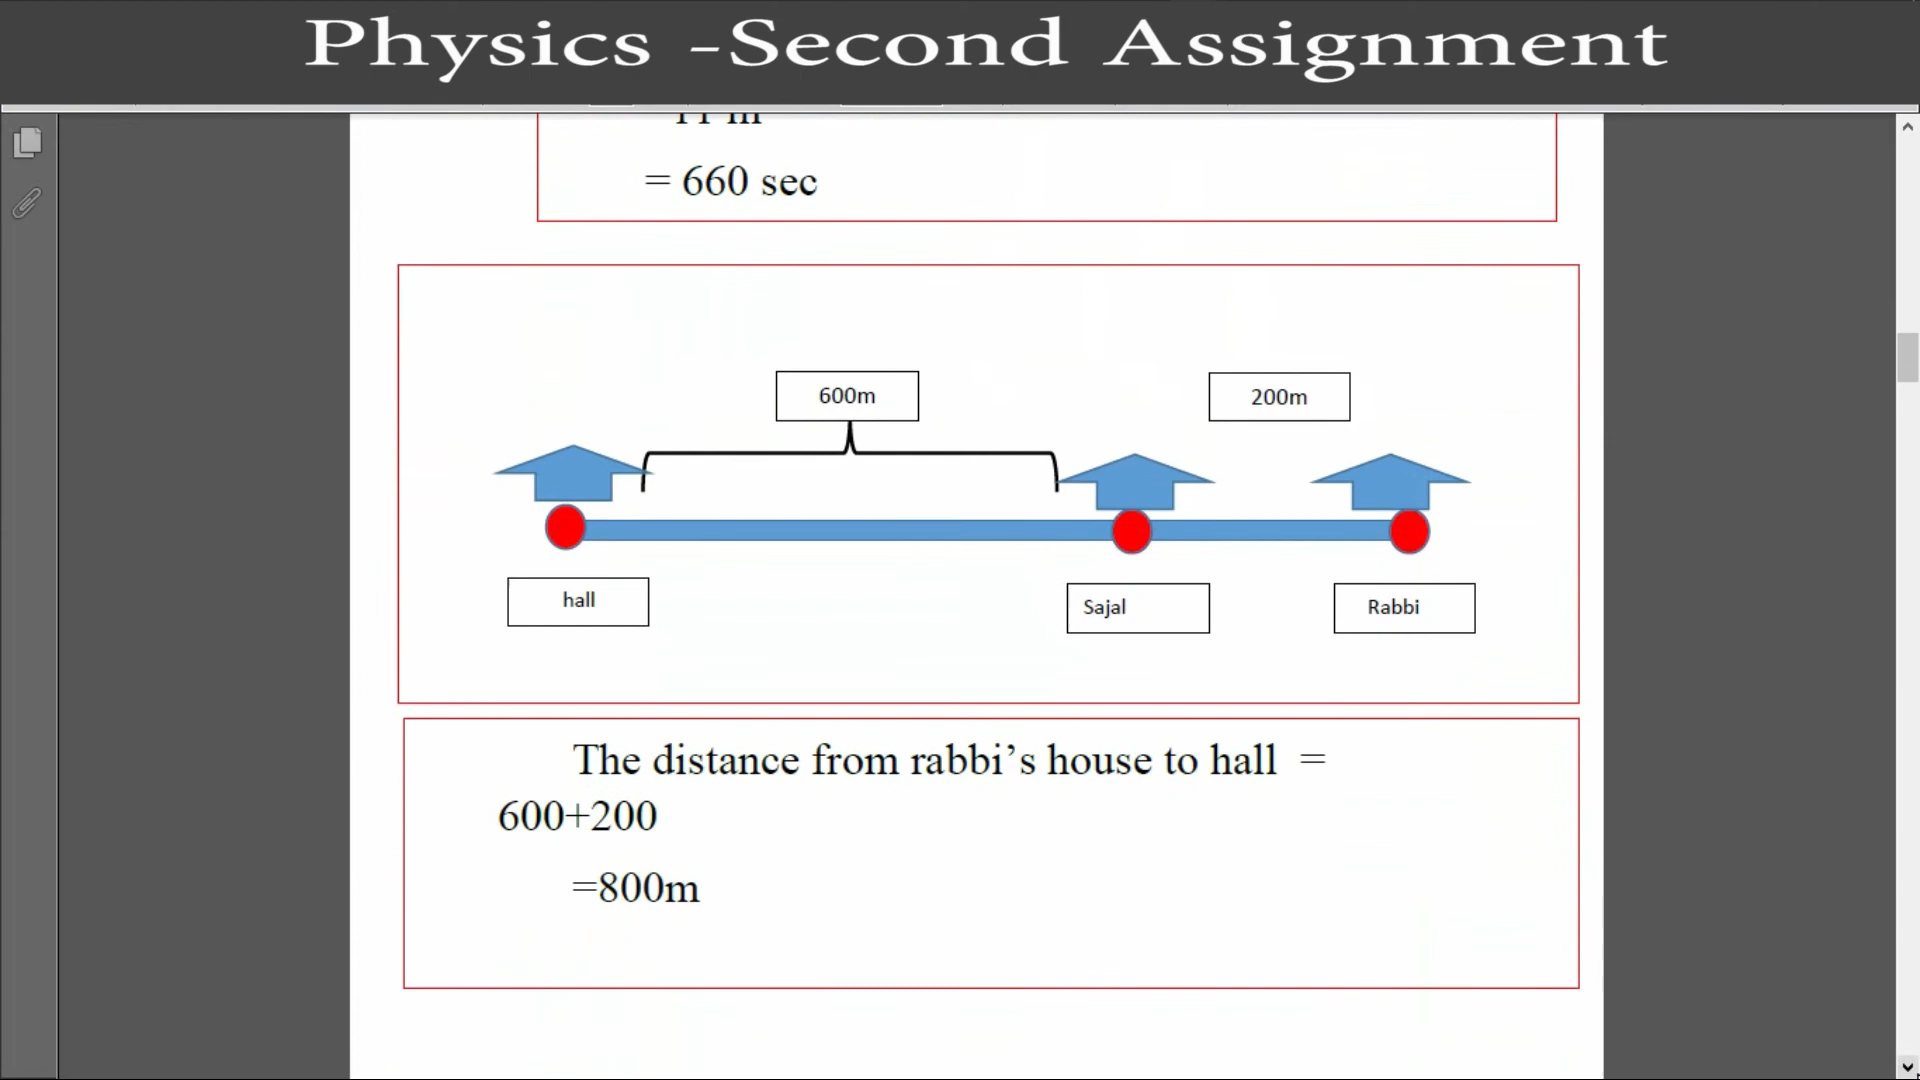 Physics -Second Assignment
= 660 sec
600m
200m
hall
Sajal
Rabbi
The distance from rabbi’s house to hall =
600+200
=800m